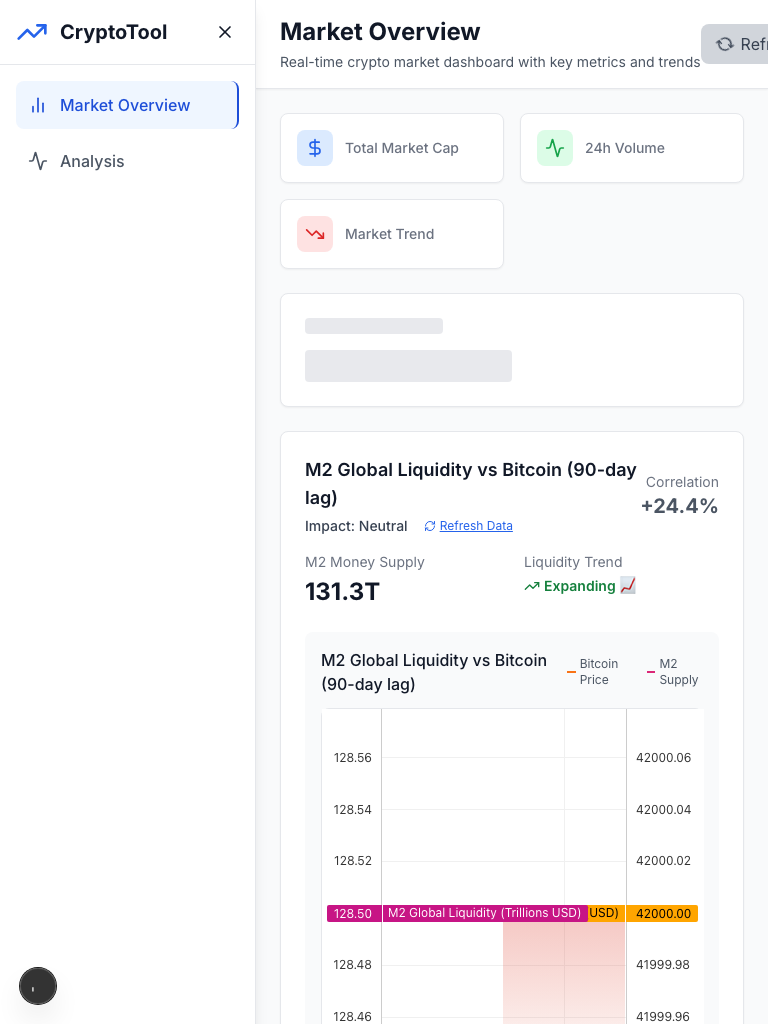 CryptoTool
Market Overview
Analysis
Market Overview
Real-time crypto market dashboard with key metrics and trends
Refr
Total Market Cap
24h Volume
Market Trend
M2 Global Liquidity vs Bitcoin (90-day
lag)
Correlation
+24.4%
Impact: Neutral
Refresh Data
M2 Money Supply
131.3T
Liquidity Trend
Expanding
M2 Global Liquidity vs Bitcoin
(90-day lag)
Bitcoin
Price
M2
Supply
128.56
42000.06
128.54
42000.04
128.52
42000.02
128.50 M2 Global Liquidity (Trillions USD) USD) 42000.00
128.48
41999.98
128.46
41999.96